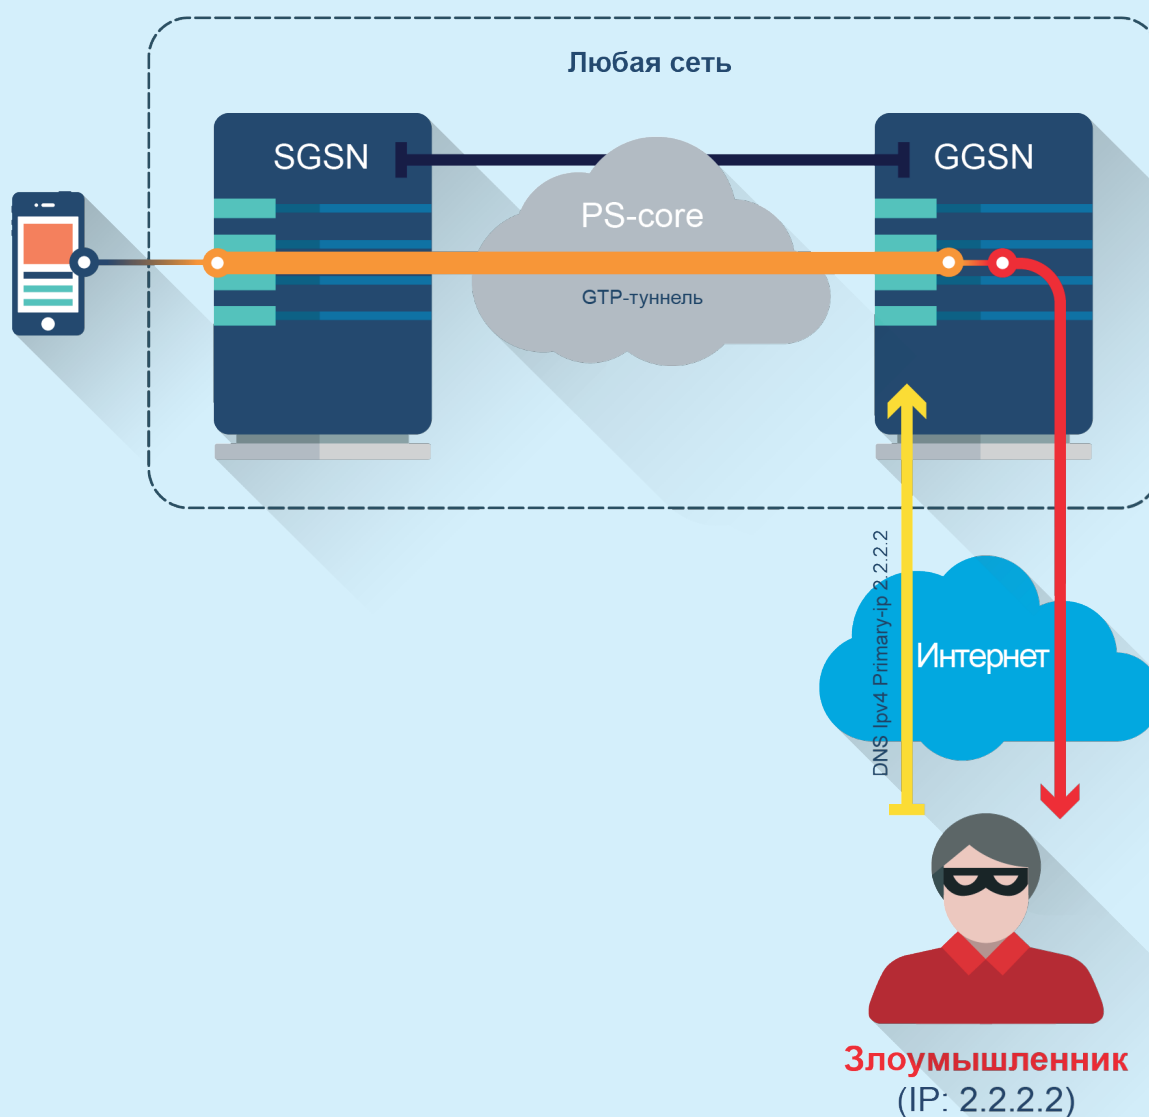 Любая сеть
SGSN
GGSN
PS-core
GTP-туннель
DNS Ipv4 Primary-ip 2.2.2.2
Интернет
Злоумышленник
(IP: 2.2.2.2)